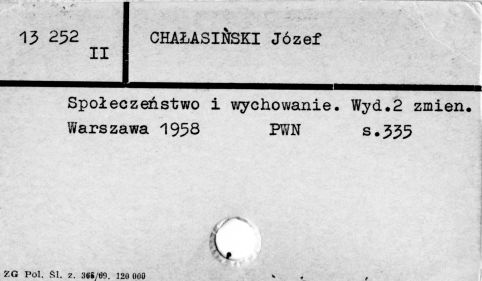 13 252
II
CHAŁASIŃSKI Józef
Społeczeństwo i wychowanie. Wyd.2 zmien.
Warszawa 1958 PWN s.335
ZG Pol. Śl. z. 366/69. 120 000